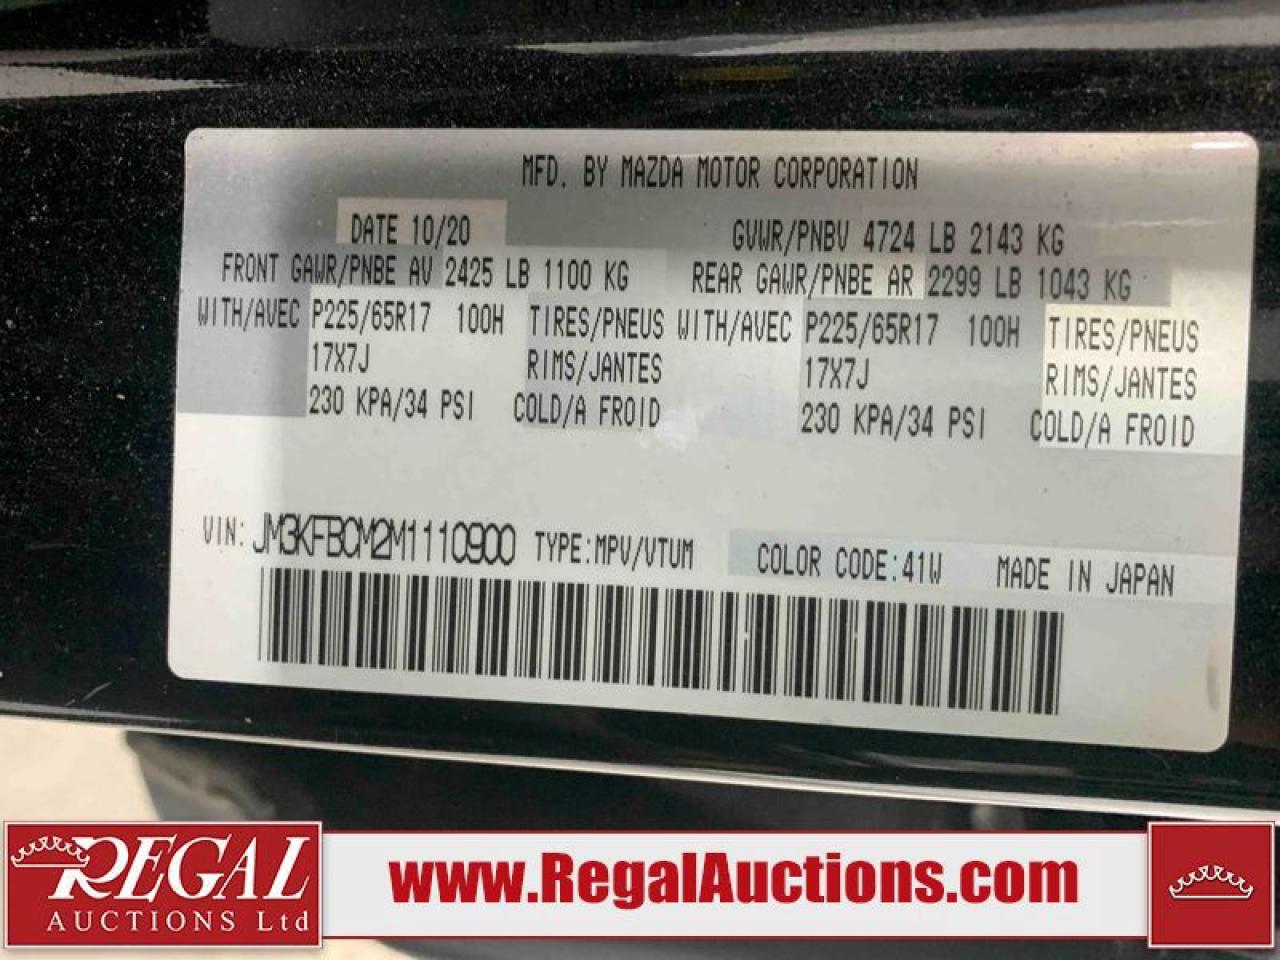 MFD. BY MAZDA MOTOR CORPORATION
DATE 10/20 GVWR/PNBV 4724 LB 2143 KG
FRONT GAWR/PNBE AV 2425 LB 1100 KG REAR GAWR/PNBE AR 2299 LB 1043 KG
WITH/AVEC P225/65R17 100H TIRES/PNEUS WITH/AVEC P225/65R17 100H TIRES/PNEUS
17X7J RIMS/JANTES 17X7J RIMS/JANTES
230 KPA/34 PSI COLD/A FROID 230 KPA/34 PSI COLD/A FROID
VIN: JM3KFBCM2M1110900 TYPE:MPV/VTUM COLOR CODE:41W MADE IN JAPAN
REGAL
AUCTIONS Ltd
www.RegalAuctions.com